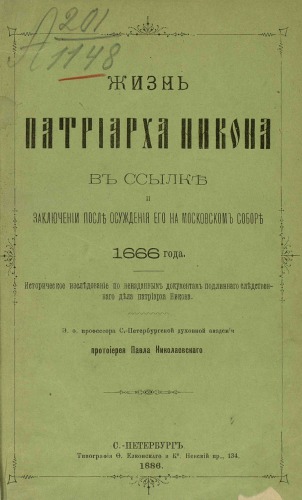 А 201
1148
ЖИЗНЬ
ПАТРІАРХА НИКОНА
ВЪ ССЫЛКѢ
И
ЗАКЛЮЧЕНІИ ПОСЛѢ ОСУЖДЕНІЯ ЕГО НА МОСКОВСКОМЪ СОБОРѢ
1666 года.
Историческое изслѣдованіе по неизданнымъ документамъ подлиннаго слѣдствен-
наго дѣла патріарха Никона.
Э. о. профессора С.-Петербургской духовной академіи
протоіерея Павла Николаевскаго
С.-ПЕТЕРБУРГЪ.
Типографія Ѳ. Елеонскаго и К°. Невскій пр., 134.
1886.